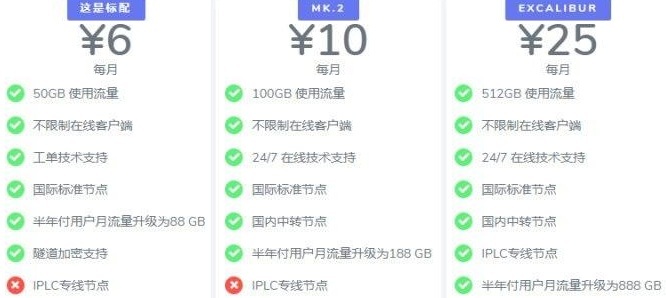 这是标配
¥6
每月
50GB 使用流量
不限制在线客户端
工单技术支持
国际标准节点
半年付用户月流量升级为88 GB
隧道加密支持
IPLC专线节点
MK.2
¥10
每月
100GB 使用流量
不限制在线客户端
24/7 在线技术支持
国际标准节点
国内中转节点
半年付用户月流量升级为188 GB
IPLC专线节点
EXCALIBUR
¥25
每月
512GB 使用流量
不限制在线客户端
24/7 在线技术支持
国际标准节点
国内中转节点
IPLC专线节点
半年付用户月流量升级为888 GB